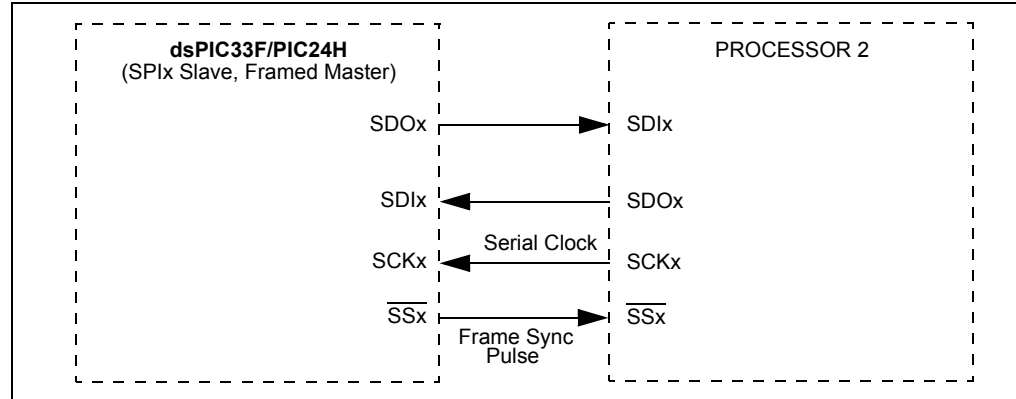 dsPIC33F/PIC24H
(SPIx Slave, Framed Master)
PROCESSOR 2
SDOx
SDIx
SDIx
SDOx
Serial Clock
SCKx
SCKx
SSx
SSx
Frame Sync
Pulse